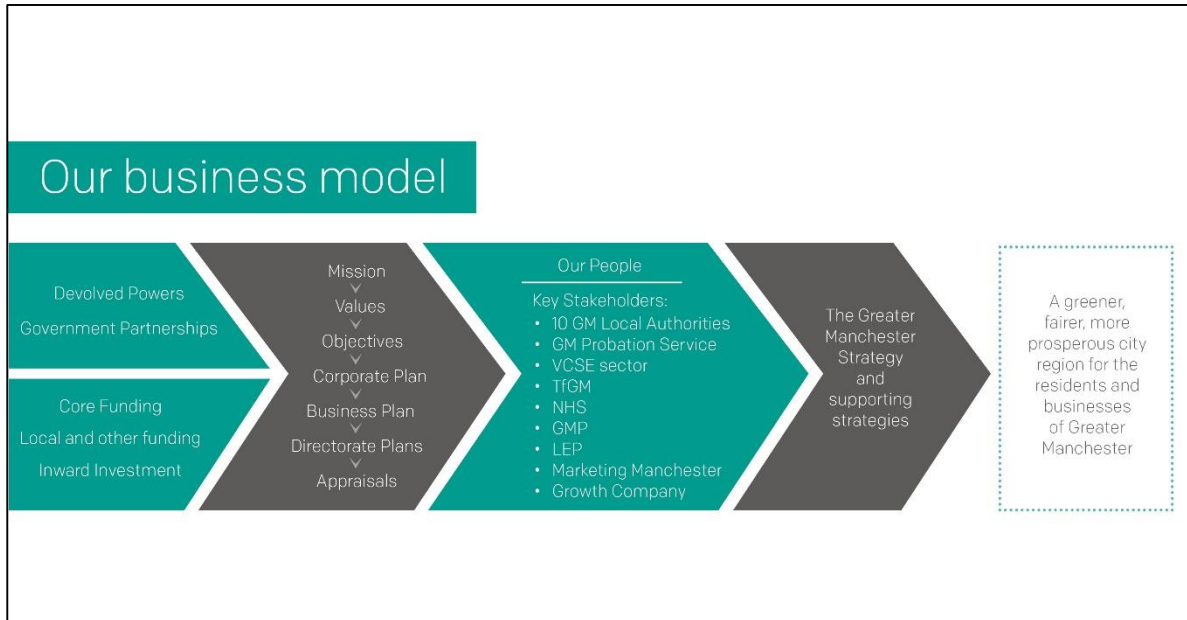 Our business model
Devolved Powers
Government Partnerships
Core Funding
Local and other funding
Inward Investment
Mission
Values
Objectives
Corporate Plan
Business Plan
Directorate Plans
Appraisals
Our People
Key Stakeholders:
• 10 GM Local Authorities
• GM Probation Service
• VCSE sector
• TfGM
• NHS
• GMP
• LEP
• Marketing Manchester
• Growth Company
The Greater
Manchester
Strategy
and
supporting
strategies
A greener,
fairer, more
prosperous city
region for the
residents and
businesses
of Greater
Manchester